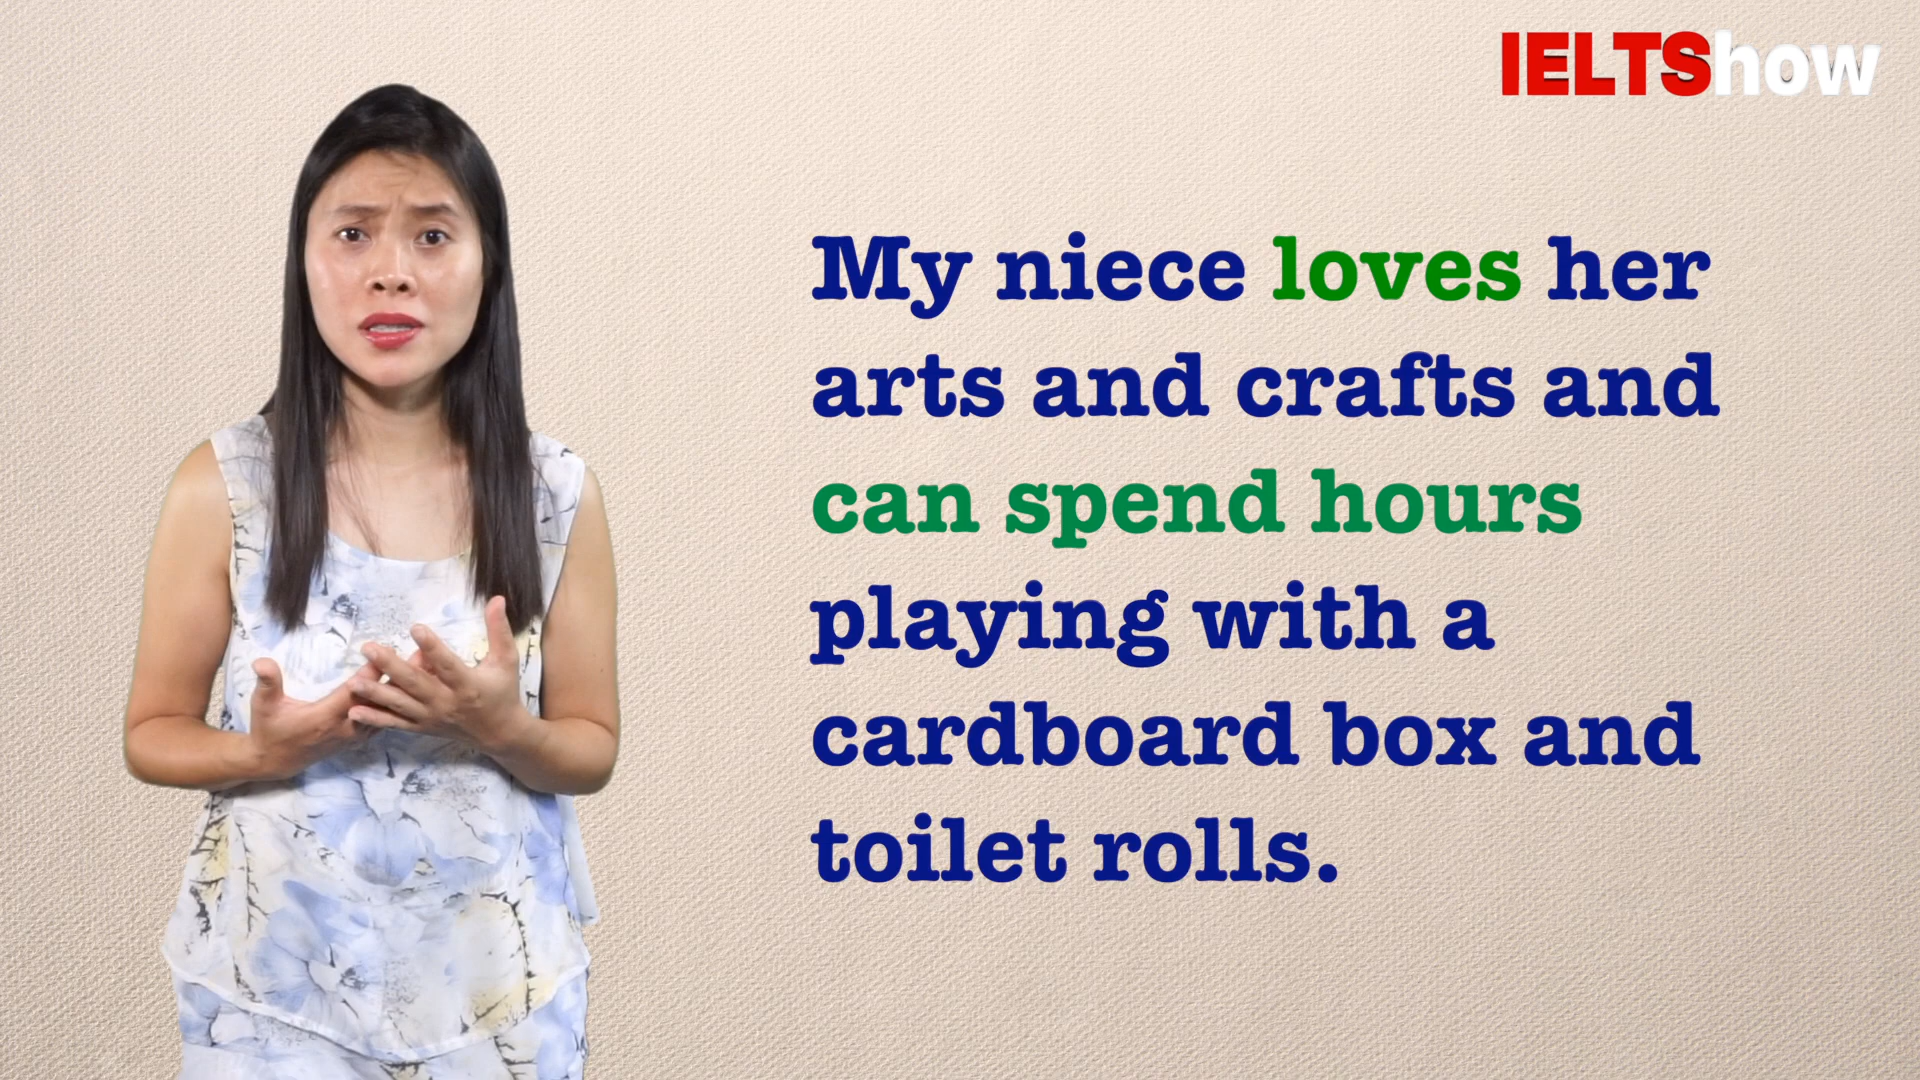 IELTShow
My niece loves her
arts and crafts and
can spend hours
playing with a
cardboard box and
toilet rolls.